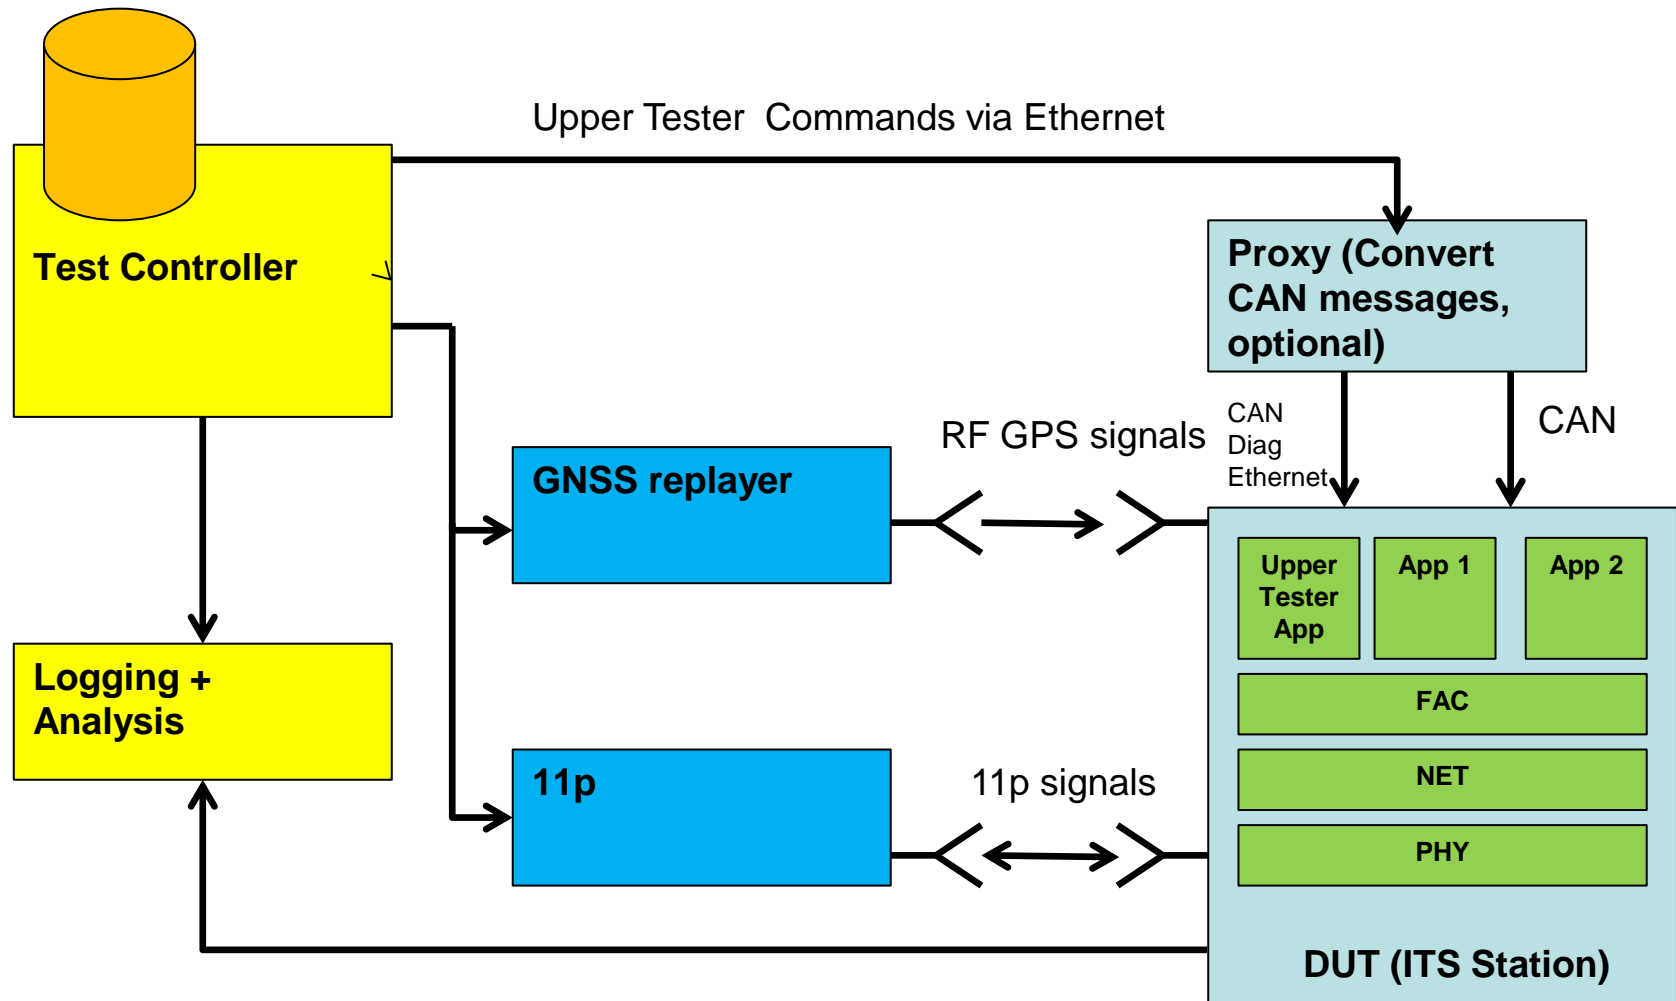 Upper Tester  Commands via Ethernet
Test Controller
Proxy (Convert
CAN messages,
optional)
CAN
Diag
Ethernet
CAN
RF GPS signals
GNSS replayer
Upper
Tester
App
App 1
App 2
FAC
NET
PHY
DUT (ITS Station)
Logging +
Analysis
11p
11p signals